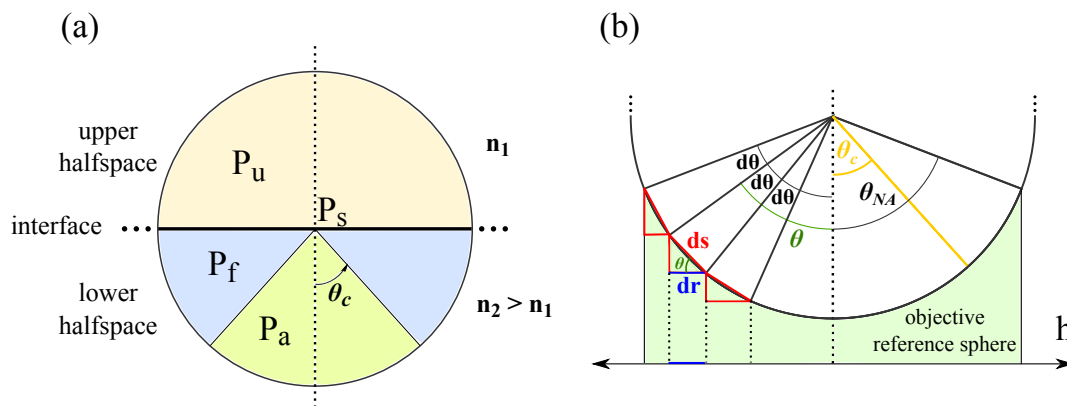 (a)
upper
halfspace
P_u
n_1
interface
P_s
P_f
θ_c
lower
halfspace
P_a
n_2 > n_1
(b)
θ_c
dθ
dθ
dθ
θ_NA
θ
ds
θ
dr
objective
reference sphere
h